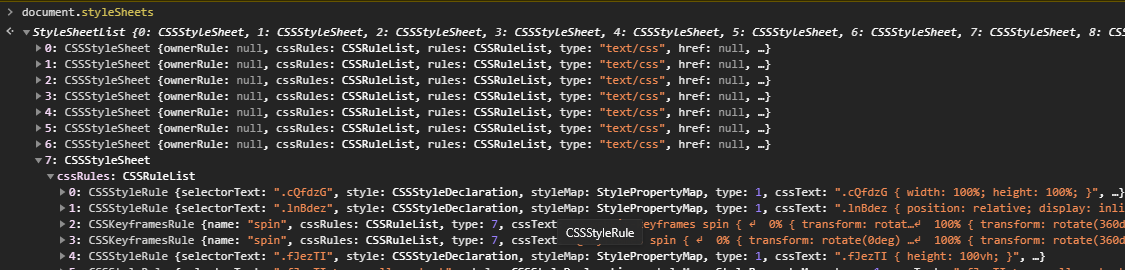 document.styleSheets
StyleSheetList {0: CSSStyleSheet, 1: CSSStyleSheet, 2: CSSStyleSheet, 3: CSSStyleSheet, 4: CSSStyleSheet, 5: CSSStyleSheet, 6: CSSStyleSheet, 7: CSSStyleSheet, 8: CSS
0: CSSStyleSheet {ownerRule: null, cssRules: CSSRuleList, rules: CSSRuleList, type: "text/css", href: null, …}
1: CSSStyleSheet {ownerRule: null, cssRules: CSSRuleList, rules: CSSRuleList, type: "text/css", href: null, …}
2: CSSStyleSheet {ownerRule: null, cssRules: CSSRuleList, rules: CSSRuleList, type: "text/css", href: null, …}
3: CSSStyleSheet {ownerRule: null, cssRules: CSSRuleList, rules: CSSRuleList, type: "text/css", href: null, …}
4: CSSStyleSheet {ownerRule: null, cssRules: CSSRuleList, rules: CSSRuleList, type: "text/css", href: null, …}
5: CSSStyleSheet {ownerRule: null, cssRules: CSSRuleList, rules: CSSRuleList, type: "text/css", href: null, …}
6: CSSStyleSheet {ownerRule: null, cssRules: CSSRuleList, rules: CSSRuleList, type: "text/css", href: null, …}
7: CSSStyleSheet
cssRules: CSSRuleList
0: CSSStyleRule {selectorText: ".cQfdzG", style: CSSStyleDeclaration, styleMap: StylePropertyMap, type: 1, cssText: ".cQfdzG { width: 100%; height: 100%; }", …}
1: CSSStyleRule {selectorText: ".lnBdez", style: CSSStyleDeclaration, styleMap: StylePropertyMap, type: 1, cssText: ".lnBdez { position: relative; display: inli
2: CSSKeyframesRule {name: "spin", cssRules: CSSRuleList, type: 7, cssText: eyframes spin { ↲ 0% { transform: rotat…↲ 100% { transform: rotate(360d
3: CSSKeyframesRule {name: "spin", cssRules: CSSRuleList, type: 7, cssText spin { ↲ 0% { transform: rotate(0deg) …↲ 100% { transform: rotate(360d
CSSStyleRule
4: CSSStyleRule {selectorText: ".fJezTI", style: CSSStyleDeclaration, styleMap: StylePropertyMap, type: 1, cssText: ".fJezTI { height: 100vh; }", …}